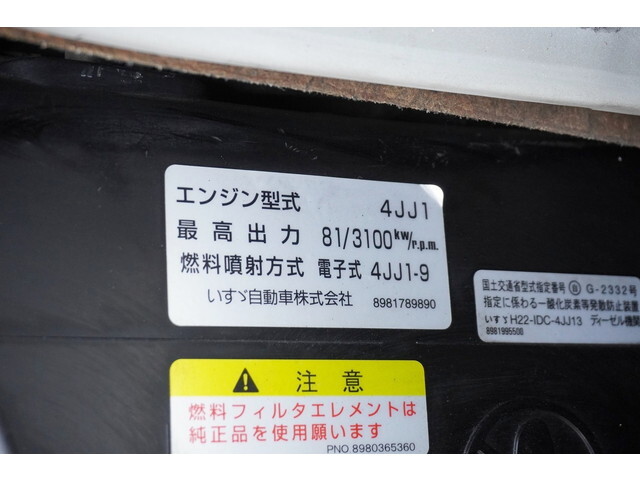 エンジン型式 4JJ1
最高出力 81/3100kw/r.p.m.
燃料噴射方式 電子式 4JJ1-9
いすゞ自動車株式会社 8981789890
国土交通省型式指定番号 G-2332号
指定に係わる一酸化炭素等発散防止装置
いすゞH22-IDC-4JJ13 ディーゼル機関
8981995500
注意
燃料フィルタエレメントは
純正品を使用願います
PNO 8980365360